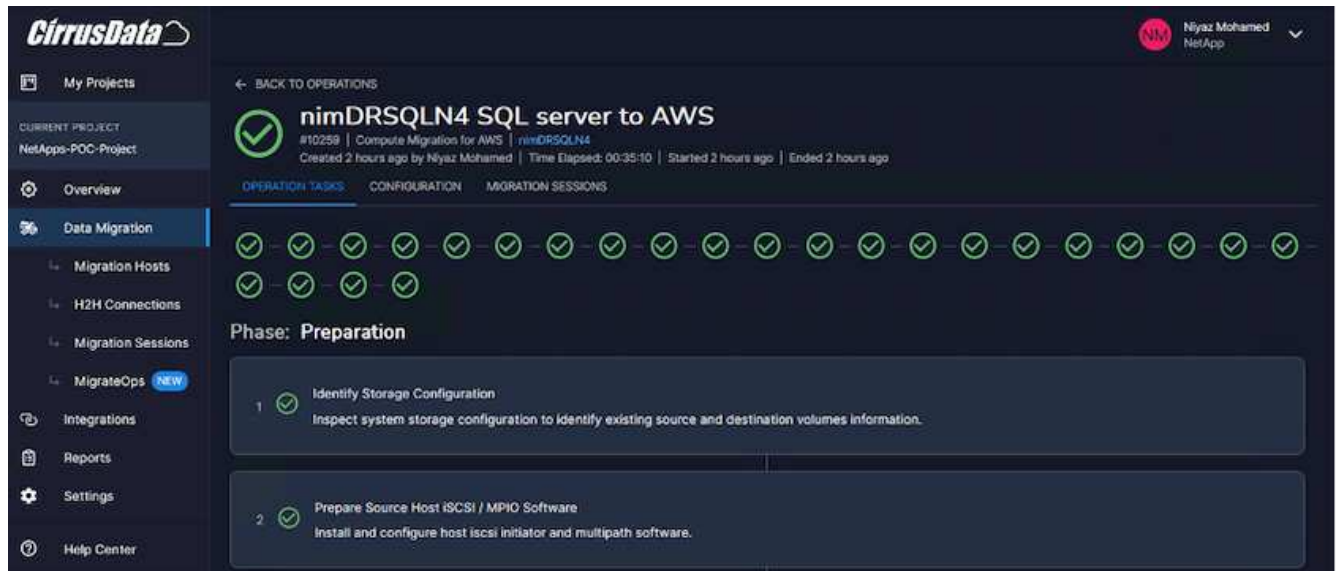 CirrusData
NM
Niyaz Mohamed
NetApp
My Projects
CURRENT PROJECT
NetApps-POC-Project
Overview
Data Migration
Migration Hosts
H2H Connections
Migration Sessions
MigrateOps NEW
Integrations
Reports
Settings
Help Center
← BACK TO OPERATIONS
nimDRSQLN4 SQL server to AWS
#10259 | Compute Migration for AWS | nimDRSQLN4
Created 2 hours ago by Niyaz Mohamed | Time Elapsed: 00:35:10 | Started 2 hours ago | Ended 2 hours ago
OPERATION TASKS CONFIGURATION MIGRATION SESSIONS
Phase: Preparation
1 Identify Storage Configuration
Inspect system storage configuration to identify existing source and destination volumes information.
2 Prepare Source Host iSCSI / MPIO Software
Install and configure host iscsi initiator and multipath software.